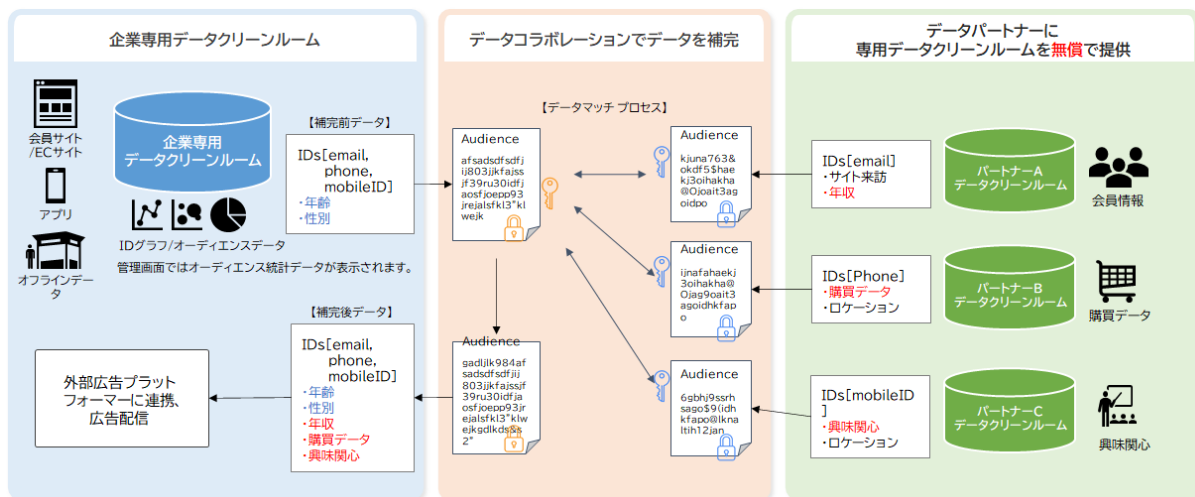 企業専用データクリーンルーム
会員サイト
/ECサイト
アプリ
オフラインデー
タ
企業専用
データクリーンルーム
IDグラフ/オーディエンスデータ
管理画面ではオーディエンス統計データが表示されます。
【補完前データ】
IDs[email,
phone,
mobileID]
・年齢
・性別
【補完後データ】
IDs[email,
phone,
mobileID]
・年齢
・性別
・年収
・購買データ
・興味関心
外部広告プラット
フォーマーに連携、
広告配信
データコラボレーションでデータを補完
【データマッチ プロセス】
Audience
afsadsdfsdfj
ij803jjkfajss
jf39ru30idfj
aosfjoepp93
jrejalsfkl3"kl
wejk
Audience
gadljlk984af
sadsdfsdfjij
803jjkfajssjf
39ru30idfja
osfjoepp93jr
ejalsfkl3"klw
ejkgdlkds&s
2"
Audience
kjuna763&
okdf5$hae
kj3oihakha
@0joait3ag
oidpo
Audience
ijnafahaekj
3oihakha@
0jag9oait3
agoidhkfap
o
Audience
6gbhj9ssrh
sago$9(idh
kfapo@lkna
ltih12jan
データパートナーに
専用データクリーンルームを無償で提供
IDs[email]
・サイト来訪
・年収
パートナーA
データクリーンルーム
会員情報
IDs[Phone]
・購買データ
・ロケーション
パートナーB
データクリーンルーム
購買データ
IDs[mobileID
]
・興味関心
・ロケーション
パートナーC
データクリーンルーム
興味関心